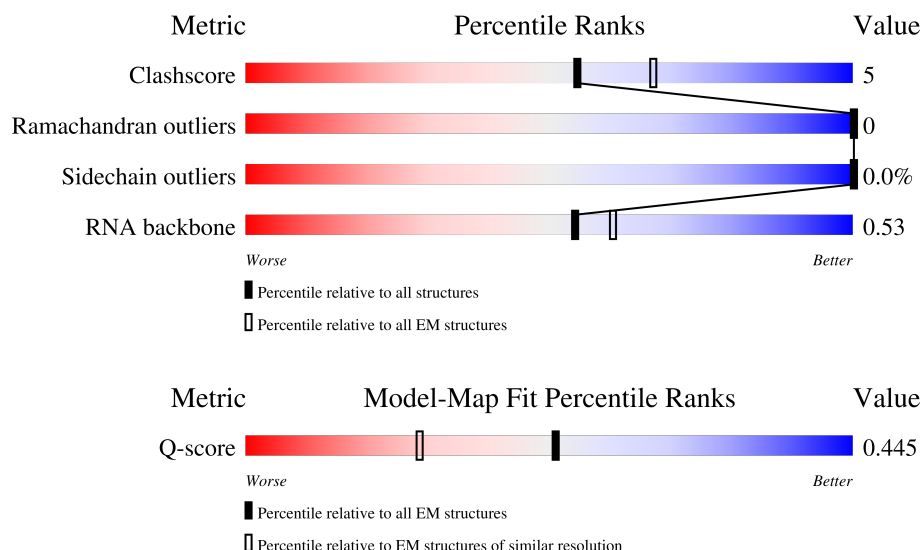 Metric Percentile Ranks Value
Clashscore 5
Ramachandran outliers 0
Sidechain outliers 0.0%
RNA backbone 0.53
Worse Better
Percentile relative to all structures
Percentile relative to all EM structures
Metric Model-Map Fit Percentile Ranks Value
Q-score 0.445
Worse Better
Percentile relative to all EM structures
Percentile relative to EM structures of similar resolution